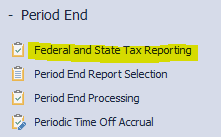 - Period End
Federal and State Tax Reporting
Period End Report Selection
Period End Processing
Periodic Time Off Accrual